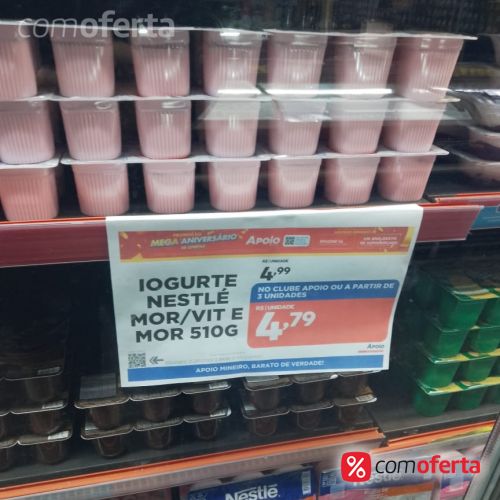 comoferta
MEGA ANIVERSÁRIO
APOIO
R$ UNIDADE
4,99
IOGURTE
NESTLÉ
MOR/VIT E
MOR 510G
NO CLUBE APOIO OU A PARTIR DE
3 UNIDADES
R$ UNIDADE
4,79
APOIO
APOIO MINEIRO, BARATO DE VERDADE!
% comoferta
Nestlé